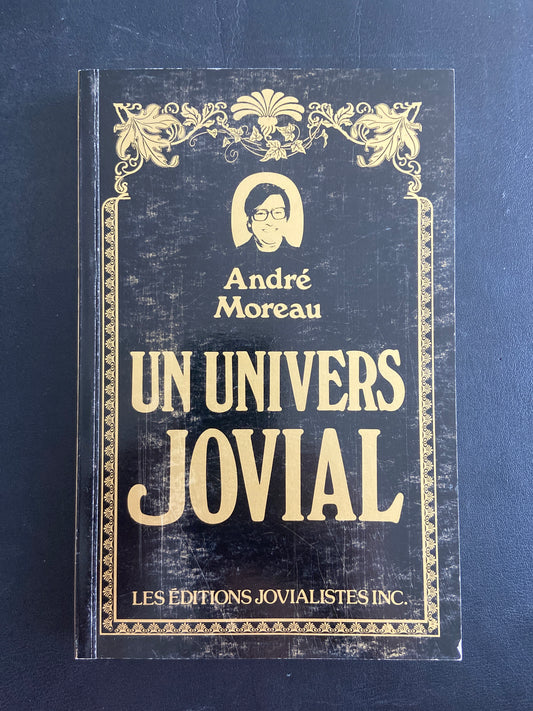 André
Moreau
UN UNIVERS
JOVIAL
LES ÉDITIONS JOVIALISTES INC.